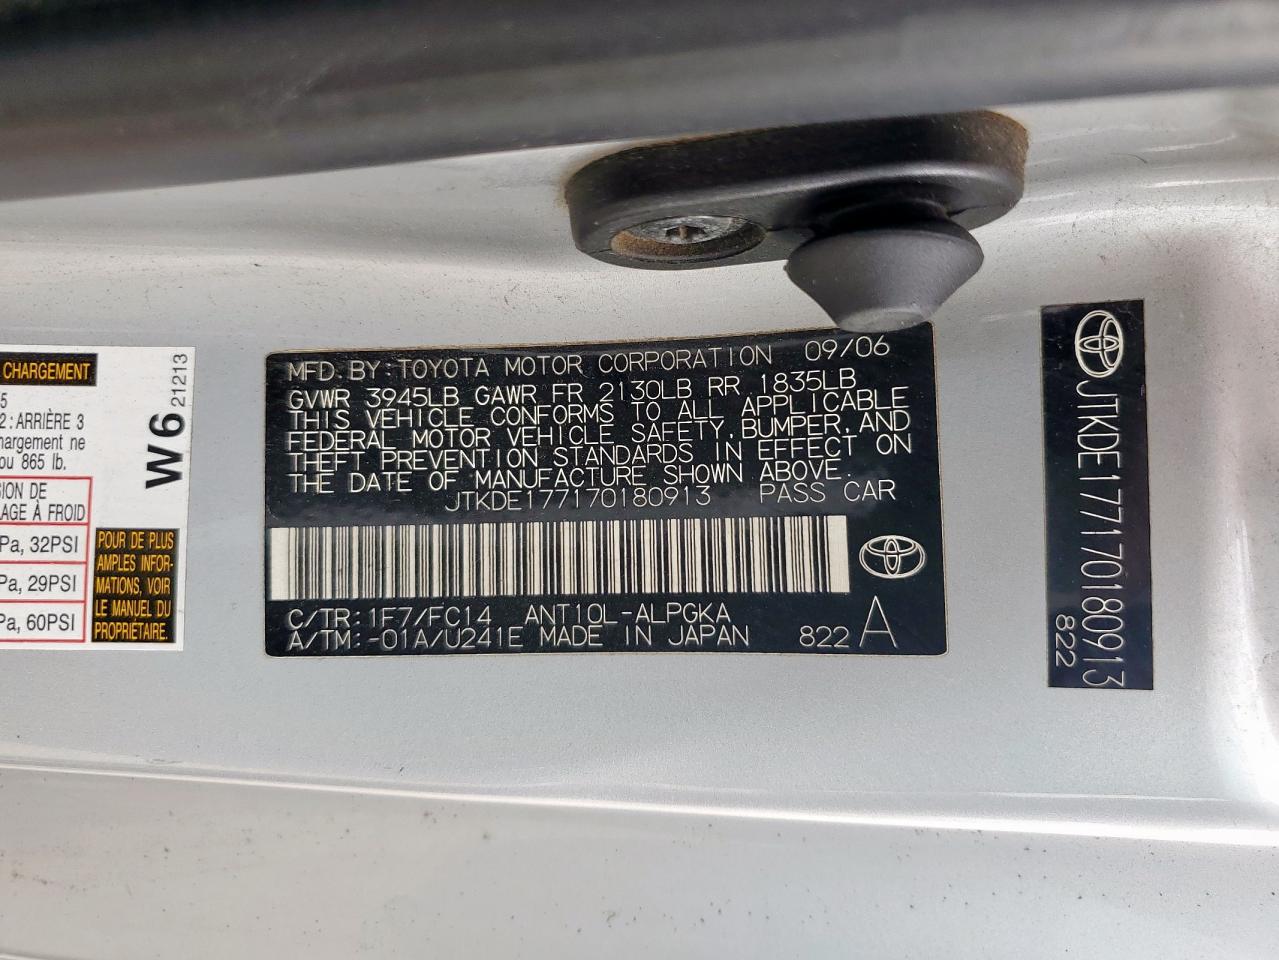 CHARGEMENT
5
2: ARRIÈRE 3
chargement ne
ou 865 lb.
SION DE
LAGE À FROID
Pa, 32PSI
Pa, 29PSI
Pa, 60PSI
W6
21213
POUR DE PLUS
AMPLES INFOR-
MATIONS, VOIR
LE MANUEL DU
PROPRIÉTAIRE.
MFD. BY: TOYOTA MOTOR CORPORATION 09/06
GVWR 3945LB GAWR FR 2130LB RR 1835LB
THIS VEHICLE CONFORMS TO ALL APPLICABLE
FEDERAL MOTOR VEHICLE SAFETY, BUMPER, AND
THEFT PREVENTION STANDARDS IN EFFECT ON
THE DATE OF MANUFACTURE SHOWN ABOVE.
JTKDE177170180913 PASS CAR
C/TR: 1F7/FC14 ANT10L-ALPGKA
A/TM: -01A/U241E MADE IN JAPAN 822 A
JTKDE177170180913
822